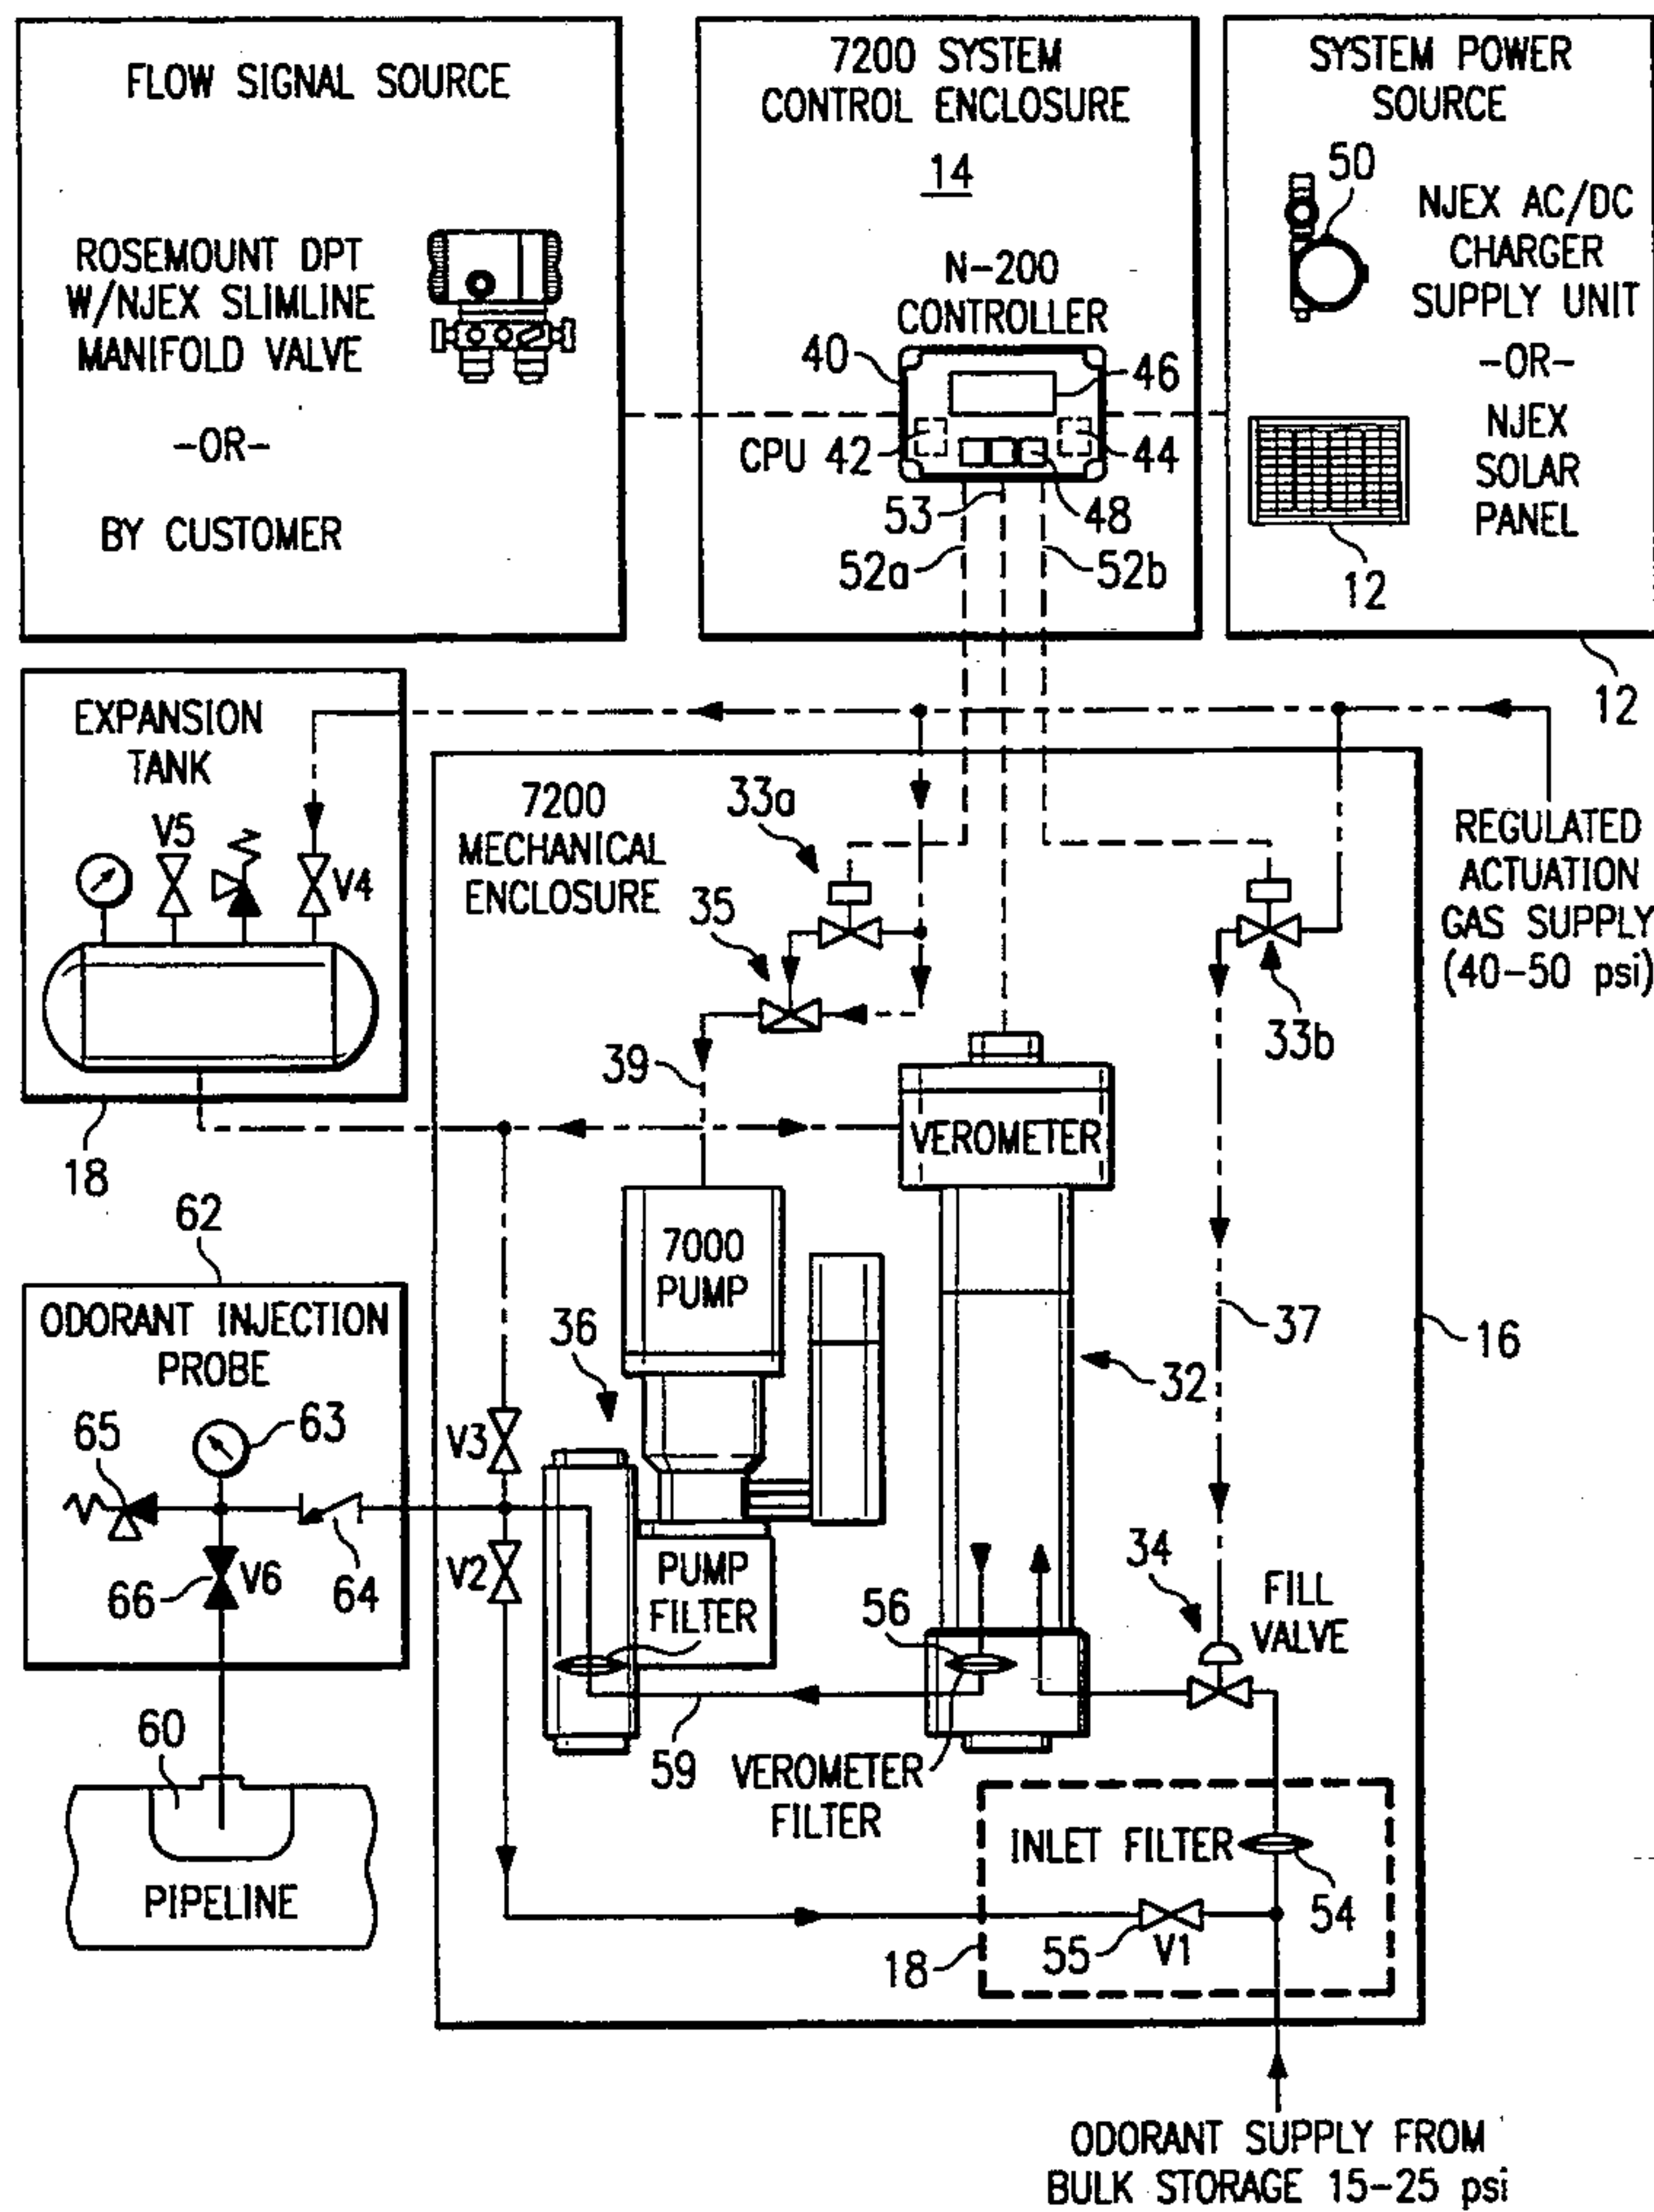 FLOW SIGNAL SOURCE
ROSEMOUNT DPT
W/NJEX SLIMLINE
MANIFOLD VALVE
-OR-
BY CUSTOMER
7200 SYSTEM
CONTROL ENCLOSURE
14
N-200
CONTROLLER
40
46
CPU 42
44
53
48
52a
52b
SYSTEM POWER
SOURCE
50
NJEX AC/DC
CHARGER
SUPPLY UNIT
-OR-
NJEX
SOLAR
PANEL
12
12
EXPANSION
TANK
V5
V4
18
7200
MECHANICAL
ENCLOSURE
33a
35
39
33b
REGULATED
ACTUATION
GAS SUPPLY
(40-50 psi)
VEROMETER
7000
PUMP
36
32
37
16
62
ODORANT INJECTION
PROBE
65
63
66
V6
64
V3
V2
PUMP
FILTER
56
34
FILL
VALVE
60
PIPELINE
59
VEROMETER
FILTER
INLET FILTER
54
18
55
V1
ODORANT SUPPLY FROM
BULK STORAGE 15-25 psi